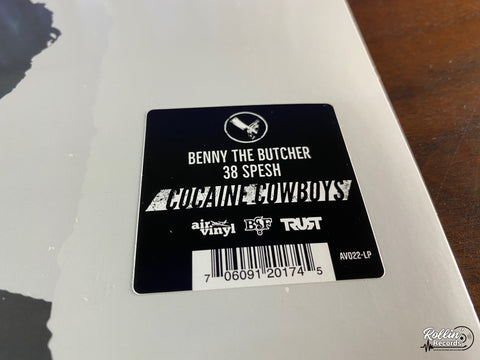 BENNY THE BUTCHER
38 SPESH
COCAINE COWBOYS
air vinyl BSF TRUST
7 06091 20174 5
AV022-LP
Rollin Records